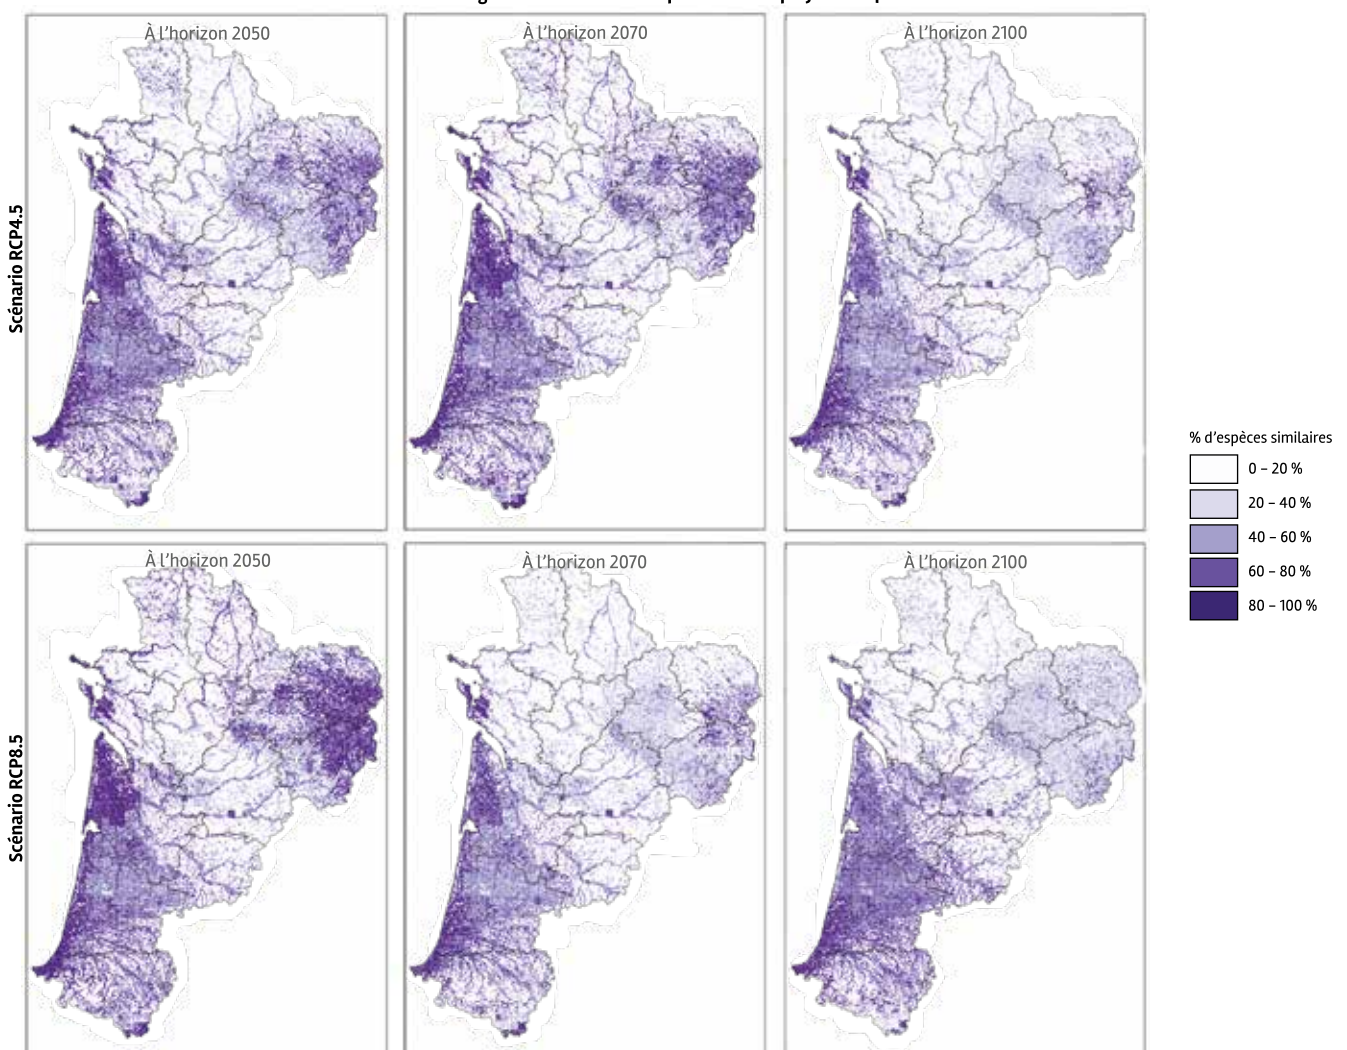 À l'horizon 2050
À l'horizon 2070
À l'horizon 2100
Scénario RCP4.5
% d'espèces similaires
0 – 20 %
20 – 40 %
40 – 60 %
60 – 80 %
80 – 100 %
À l'horizon 2050
À l'horizon 2070
À l'horizon 2100
Scénario RCP8.5